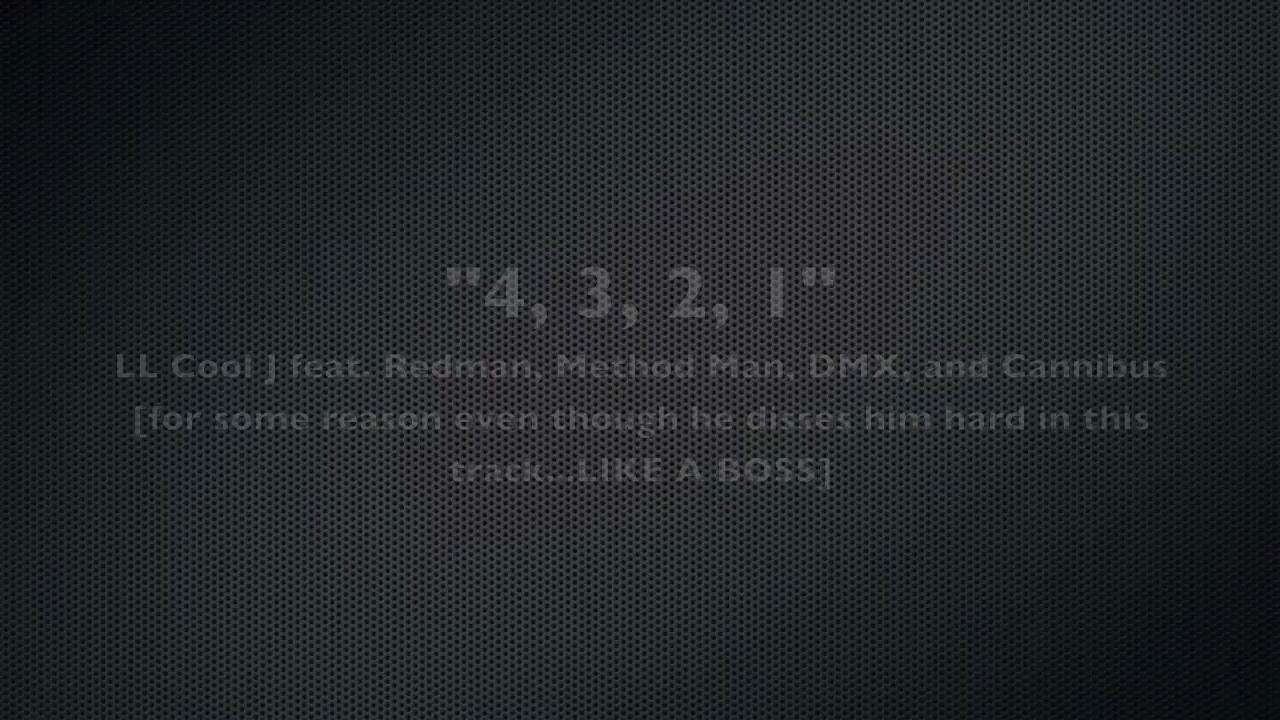 "4, 3, 2, 1"
LL Cool J feat. Redman, Method Man, DMX, and Cannibus
[for some reason even though he disses him hard in this
track...LIKE A BOSS]